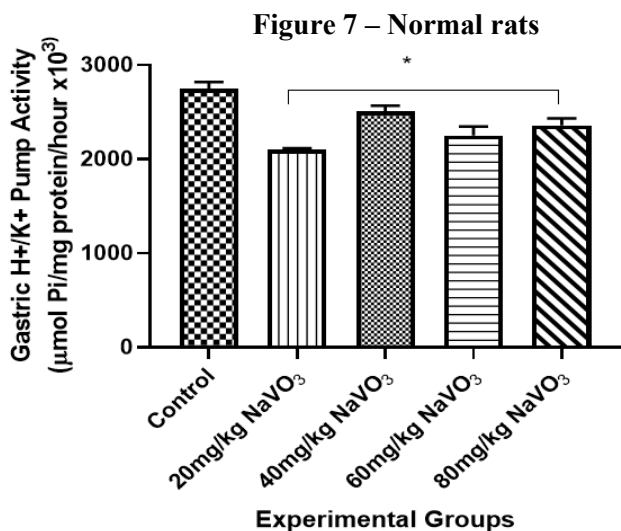 Figure 7 – Normal rats
*
Gastric H+/K+ Pump Activity
(μmol Pi/mg protein/hour x10³)
3000
2000
1000
0
Control
20mg/kg NaVO₃
40mg/kg NaVO₃
60mg/kg NaVO₃
80mg/kg NaVO₃
Experimental Groups